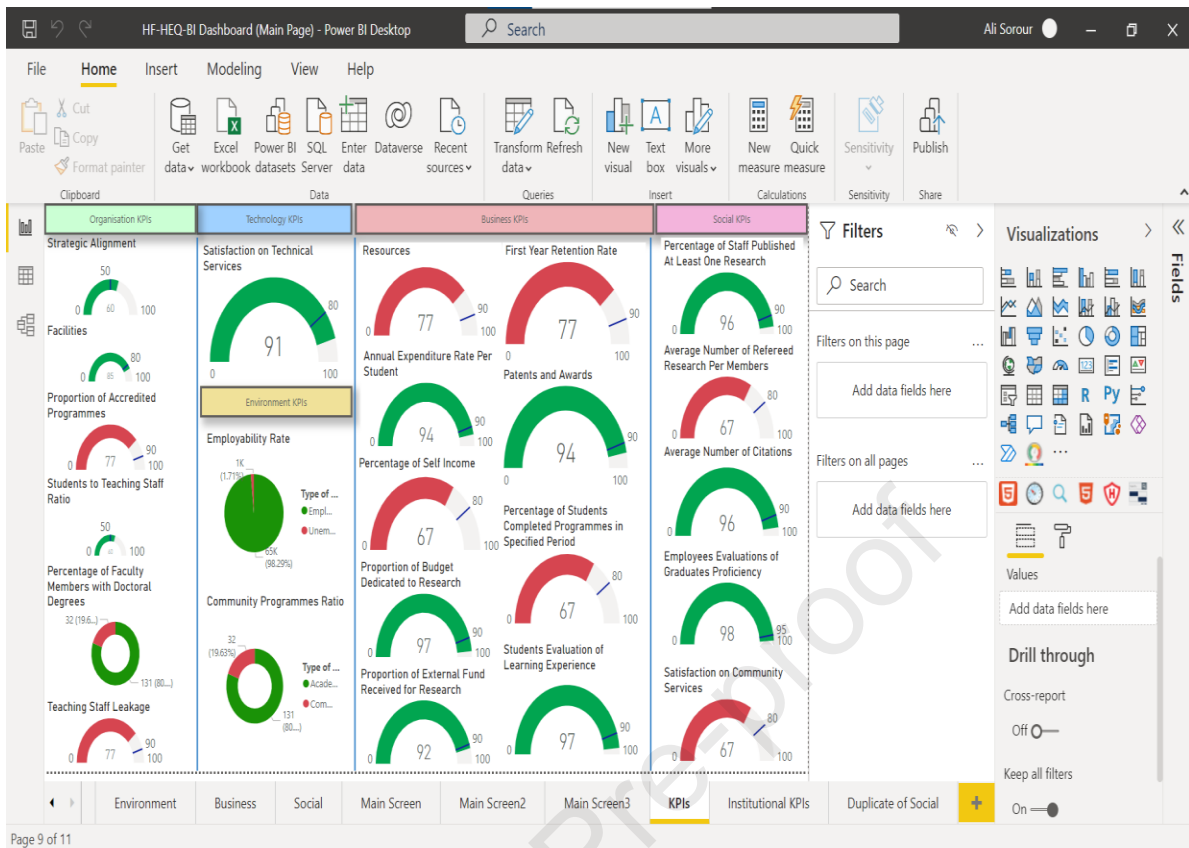 HF-HEQ-BI Dashboard (Main Page) - Power BI Desktop
Search
Ali Sorour
File Home Insert Modeling View Help
Paste
Cut
Copy
Format painter
Clipboard
Get data
Excel workbook
Power BI datasets
SQL Server
Enter data
Dataverse
Recent sources
Data
Transform data
Refresh
Queries
New visual
Text box
More visuals
Insert
New measure
Quick measure
Calculations
Sensitivity
Sensitivity
Publish
Share
Organisation KPIs
Strategic Alignment
50
0 60 100
Facilities
80
0 85 100
Proportion of Accredited
Programmes
90
0 77 100
Students to Teaching Staff
Ratio
50
0 100
Percentage of Faculty
Members with Doctoral
Degrees
32 (19.6...)
131 (80....)
Teaching Staff Leakage
90
0 77 100
Technology KPIs
Satisfaction on Technical
Services
80
91
0 100
Environment KPIs
Employability Rate
1K
(1.71%)
Type of ...
Empl...
Unem...
65K
(98.29%)
Community Programmes Ratio
32
(19.63%)
Type of ...
Acade...
Com...
131
(80....)
Business KPIs
Resources
90
0 77 100
Annual Expenditure Rate Per
Student
90
0 94 100
Percentage of Self Income
80
0 67 100
Proportion of Budget
Dedicated to Research
90
0 97 100
Proportion of External Fund
Received for Research
90
0 92 100
First Year Retention Rate
90
77
0 100
Patents and Awards
90
94
0 100
Percentage of Students
Completed Programmes in
Specified Period
80
0 67 100
Students Evaluation of
Learning Experience
90
0 97 100
Social KPIs
Percentage of Staff Published
At Least One Research
90
0 96 100
Average Number of Refereed
Research Per Members
80
0 67 100
Average Number of Citations
90
0 96 100
Employees Evaluations of
Graduates Proficiency
95
0 98 100
Satisfaction on Community
Services
80
0 67 100
Filters
Search
Filters on this page ...
Add data fields here
Filters on all pages ...
Add data fields here
Visualizations
123
R Py
...
Values
Add data fields here
Drill through
Cross-report
Off
Keep all filters
On
Fields
Environment Business Social Main Screen Main Screen2 Main Screen3 KPIs Institutional KPIs Duplicate of Social +
Page 9 of 11
Pre-proof